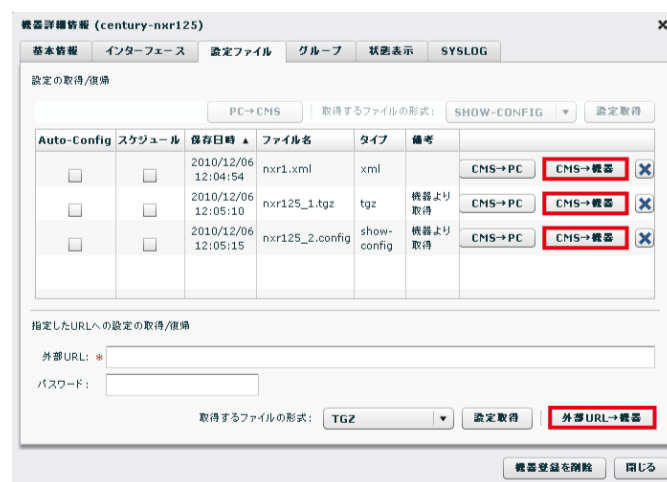 機器詳細情報 (century-nxr125)
基本情報 インターフェース 設定ファイル グループ 状態表示 SYSLOG
設定の取得/復帰
PC→CMS 取得するファイルの形式: SHOW-CONFIG 設定取得
Auto-Config スケジュール 保存日時 ▲ ファイル名 タイプ 備考
2010/12/06 12:04:54 nxr1.xml xml CMS→PC CMS→機器
2010/12/06 12:05:10 nxr125_1.tgz tgz 機器より取得 CMS→PC CMS→機器
2010/12/06 12:05:15 nxr125_2.config show-config 機器より取得 CMS→PC CMS→機器
指定したURLへの設定の取得/復帰
外部URL: *
パスワード:
取得するファイルの形式: TGZ 設定取得 外部URL→機器
機器登録を削除 閉じる